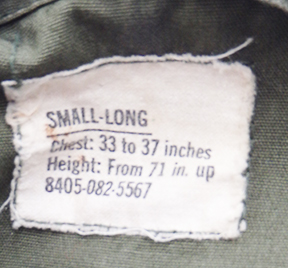 SMALL-LONG
Chest: 33 to 37 inches
Height: From 71 in. up
8405-082-5567